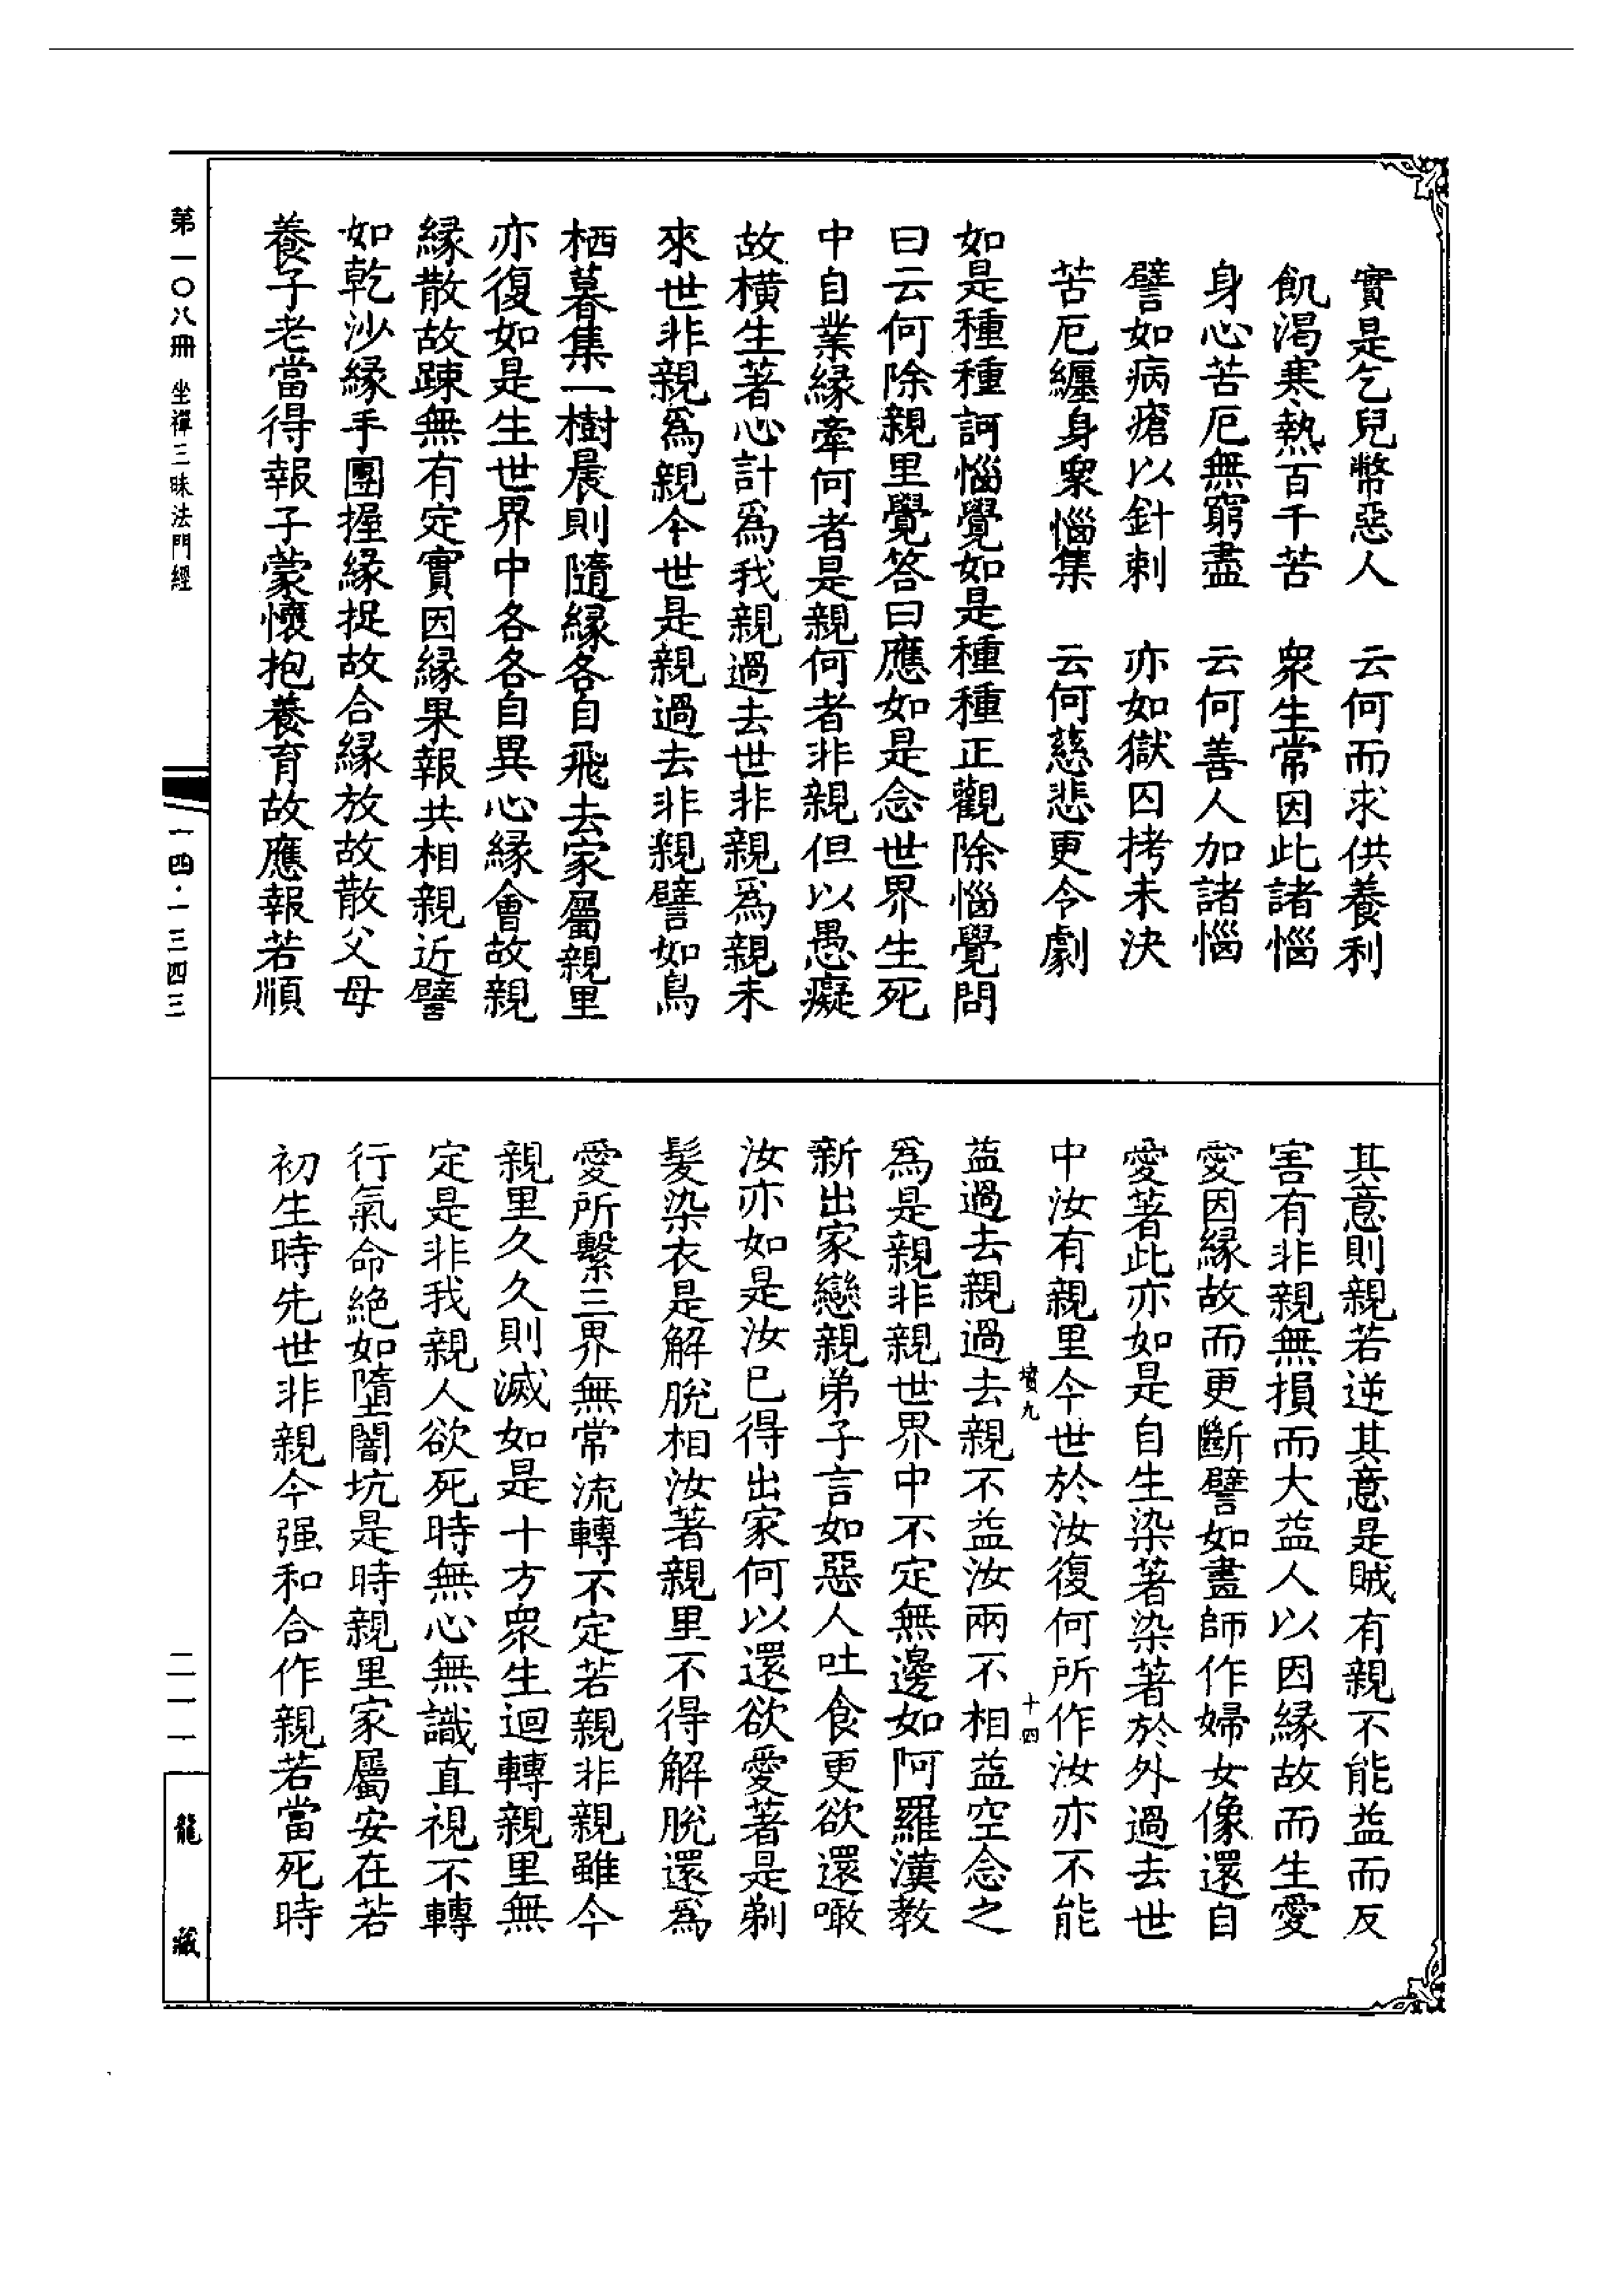 實是乞兒幣惡人　云何而求供養利
飢渴寒熱百千苦　衆生常因此諸惱
身心苦厄無窮盡　云何善人加諸惱
譬如病瘡以針刺　亦如獄囚拷未決
苦厄纏身衆惱集　云何慈悲更令劇
如是種種訶惱覺如是種種正觀除惱覺問
曰云何除親里覺答曰應如是念世界生死
中自業縁牽何者是親何者非親但以愚癡
故横生著心計爲我親過去世非親爲親未
來世非親爲親今世是親過去非親譬如鳥
栖暮集一樹晨則隨縁各自飛去家屬親里
亦復如是生世界中各各自異心縁會故親
縁散故踈無有定實因縁果報共相親近譬
如乾沙縁手團握縁捉故合縁放故散父母
養子老當得報子蒙懷抱養育故應報若順
其意則親若逆其意是賊有親不能益而反
害有非親無損而大益人以因縁故而生愛
愛因縁故而更斷譬如畫師作婦女像還自
愛著此亦如是自生染著染著於外過去世
中汝有親里今世於汝復何所作汝亦不能
益過去親過去親不益汝兩不相益空念之
爲是親非親世界中不定無邊如阿羅漢教
新出家戀親弟子言如惡人吐食更欲還噉
汝亦如是汝已得出家何以還欲愛著是剃
髮染衣是解脫相汝著親里不得解脫還爲
愛所繫三界無常流轉不定若親非親雖今
親里久久則滅如是十方衆生迴轉親里無
定是非我親人欲死時無心無識直視不轉
行氣命絶如墮闇坑是時親里家屬安在若
初生時先世非親今强和合作親若當死時
九
十四
第一〇八冊　坐禪三昧法門經
一四·一三四三
二一一
龍藏